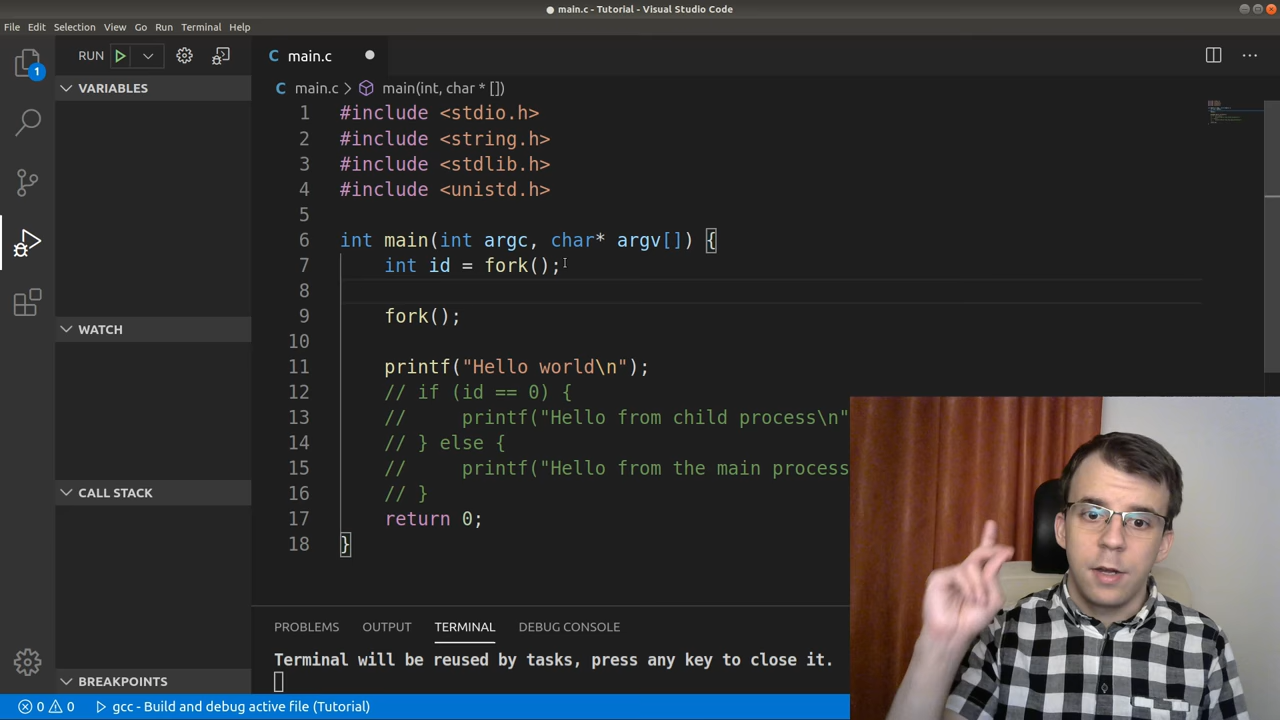 ● main.c - Tutorial - Visual Studio Code
File Edit Selection View Go Run Terminal Help
1
RUN
C main.c ●
VARIABLES
C main.c > main(int, char * [])
1 #include <stdio.h>
2 #include <string.h>
3 #include <stdlib.h>
4 #include <unistd.h>
5
6 int main(int argc, char* argv[]) {
7 int id = fork();
8
9 fork();
10
11 printf("Hello world\n");
12 // if (id == 0) {
13 // printf("Hello from child process\n"
14 // } else {
15 // printf("Hello from the main process
16 // }
17 return 0;
18 }
WATCH
CALL STACK
BREAKPOINTS
PROBLEMS OUTPUT TERMINAL DEBUG CONSOLE
Terminal will be reused by tasks, press any key to close it.
0 0 gcc - Build and debug active file (Tutorial)